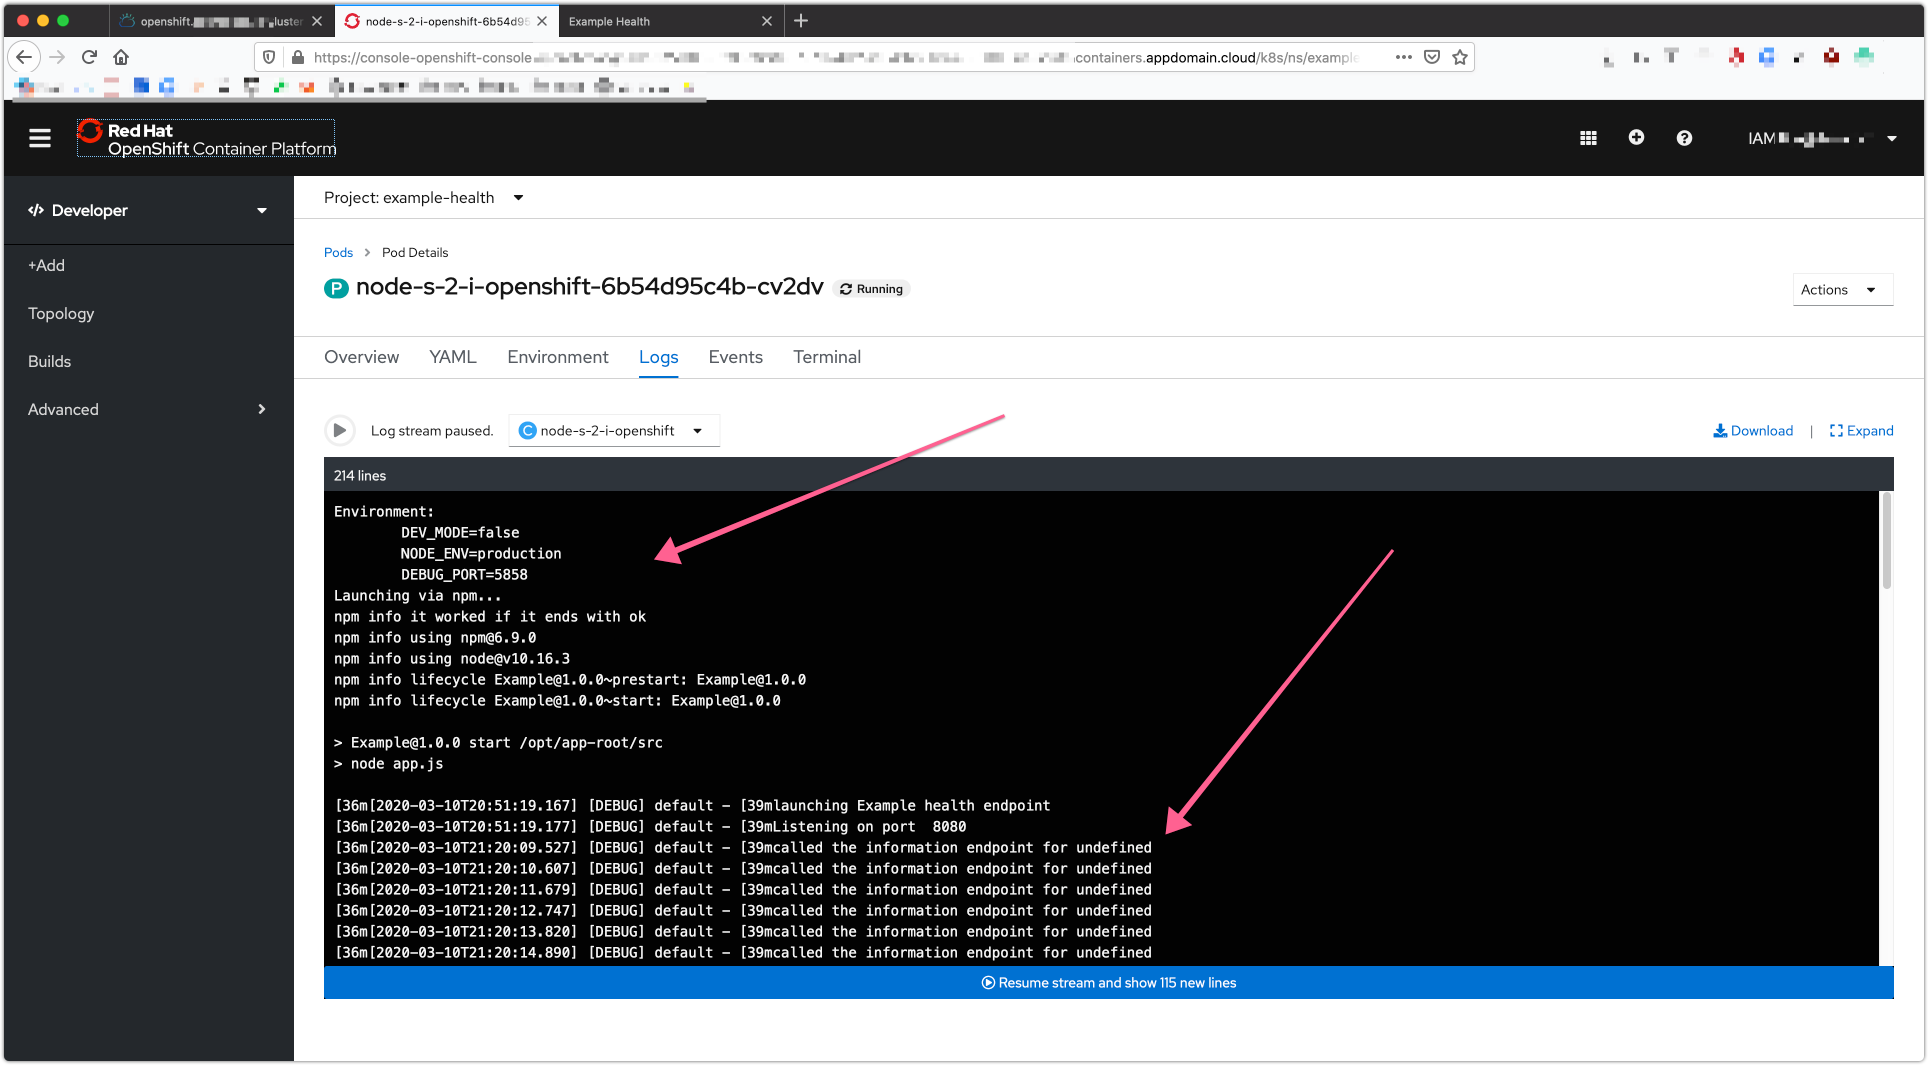 openshift. luster
node-s-2-i-openshift-6b54d95
Example Health
https://console-openshift-console containers.appdomain.cloud/k8s/ns/example
Red Hat
OpenShift Container Platform
IAM
Developer
Project: example-health
+Add
Topology
Builds
Advanced
Pods > Pod Details
P node-s-2-i-openshift-6b54d95c4b-cv2dv Running
Actions
Overview YAML Environment Logs Events Terminal
Log stream paused. C node-s-2-i-openshift Download | Expand
214 lines
Environment:
DEV_MODE=false
NODE_ENV=production
DEBUG_PORT=5858
Launching via npm...
npm info it worked if it ends with ok
npm info using npm@6.9.0
npm info using node@v10.16.3
npm info lifecycle Example@1.0.0~prestart: Example@1.0.0
npm info lifecycle Example@1.0.0~start: Example@1.0.0
> Example@1.0.0 start /opt/app-root/src
> node app.js
[36m[2020-03-10T20:51:19.167] [DEBUG] default - [39mlaunching Example health endpoint
[36m[2020-03-10T20:51:19.177] [DEBUG] default - [39mListening on port  8080
[36m[2020-03-10T21:20:09.527] [DEBUG] default - [39mcalled the information endpoint for undefined
[36m[2020-03-10T21:20:10.607] [DEBUG] default - [39mcalled the information endpoint for undefined
[36m[2020-03-10T21:20:11.679] [DEBUG] default - [39mcalled the information endpoint for undefined
[36m[2020-03-10T21:20:12.747] [DEBUG] default - [39mcalled the information endpoint for undefined
[36m[2020-03-10T21:20:13.820] [DEBUG] default - [39mcalled the information endpoint for undefined
[36m[2020-03-10T21:20:14.890] [DEBUG] default - [39mcalled the information endpoint for undefined
Resume stream and show 115 new lines